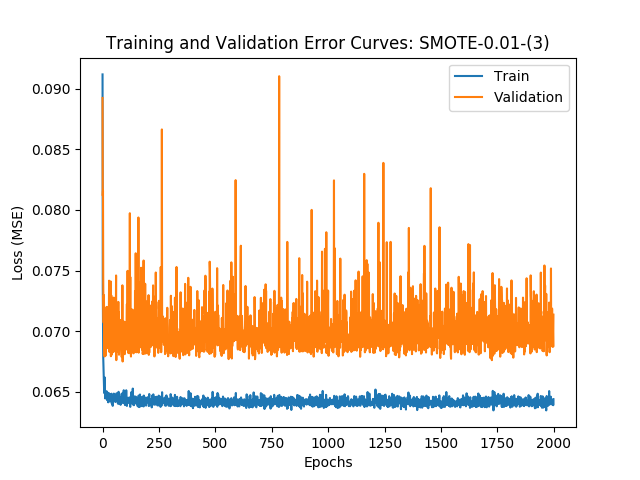 Training and Validation Error Curves: SMOTE-0.01-(3)
Train
Validation
0.090
0.085
0.080
0.075
0.070
0.065
Loss (MSE)
0 250 500 750 1000 1250 1500 1750 2000
Epochs